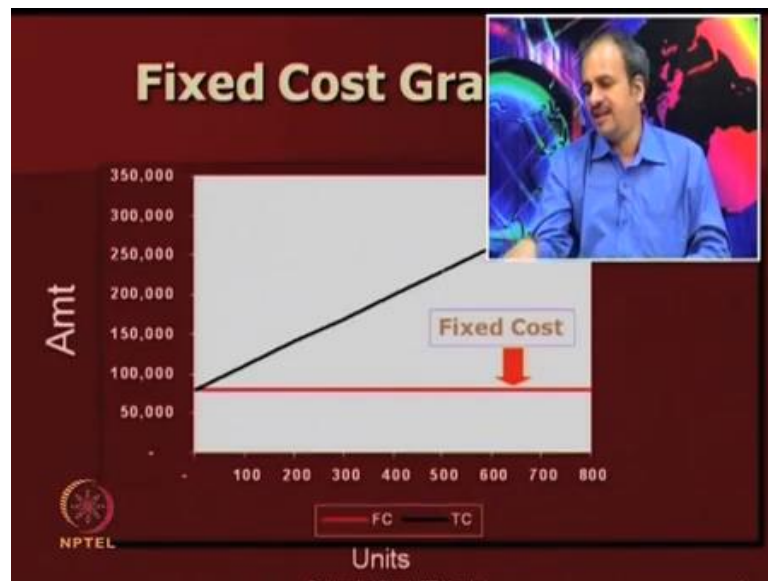 Fixed Cost Gra
350,000
300,000
250,000
200,000
150,000
100,000
50,000
-
Amt
Fixed Cost
- 100 200 300 400 500 600 700 800
FC TC
NPTEL
Units